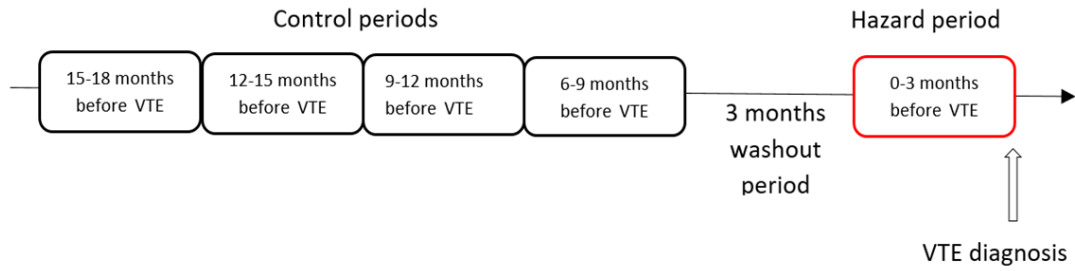 Control periods
Hazard period
15-18 months
before VTE
12-15 months
before VTE
9-12 months
before VTE
6-9 months
before VTE
3 months
washout
period
0-3 months
before VTE
VTE diagnosis